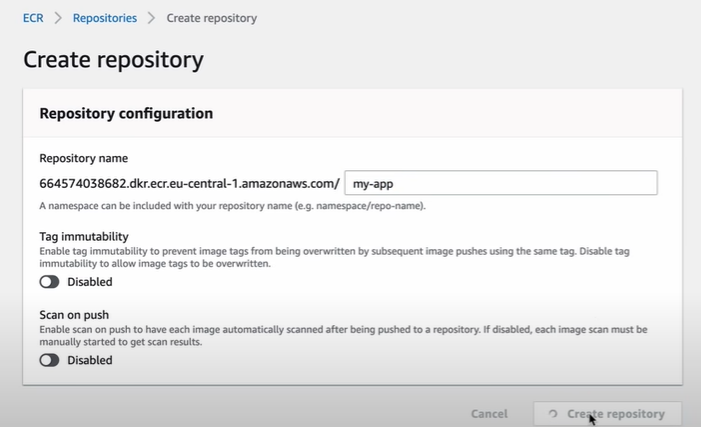 ECR > Repositories > Create repository
Create repository
Repository configuration
Repository name
664574038682.dkr.ecr.eu-central-1.amazonaws.com/ my-app
A namespace can be included with your repository name (e.g. namespace/repo-name).
Tag immutability
Enable tag immutability to prevent image tags from being overwritten by subsequent image pushes using the same tag. Disable tag
immutability to allow image tags to be overwritten.
Disabled
Scan on push
Enable scan on push to have each image automatically scanned after being pushed to a repository. If disabled, each image scan must be
manually started to get scan results.
Disabled
Cancel Create repository